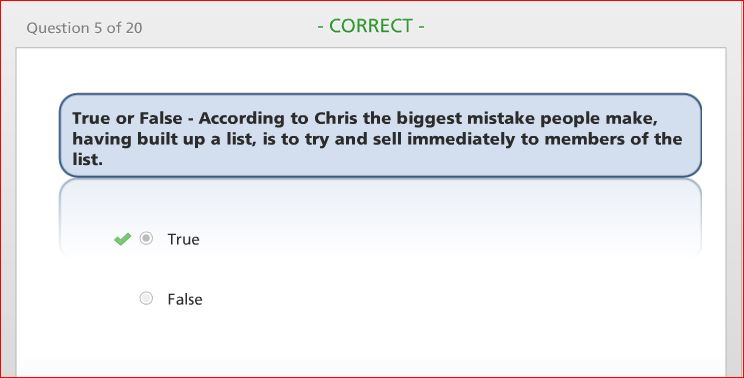 Question 5 of 20
- CORRECT -
True or False - According to Chris the biggest mistake people make,
having built up a list, is to try and sell immediately to members of the
list.
True
False